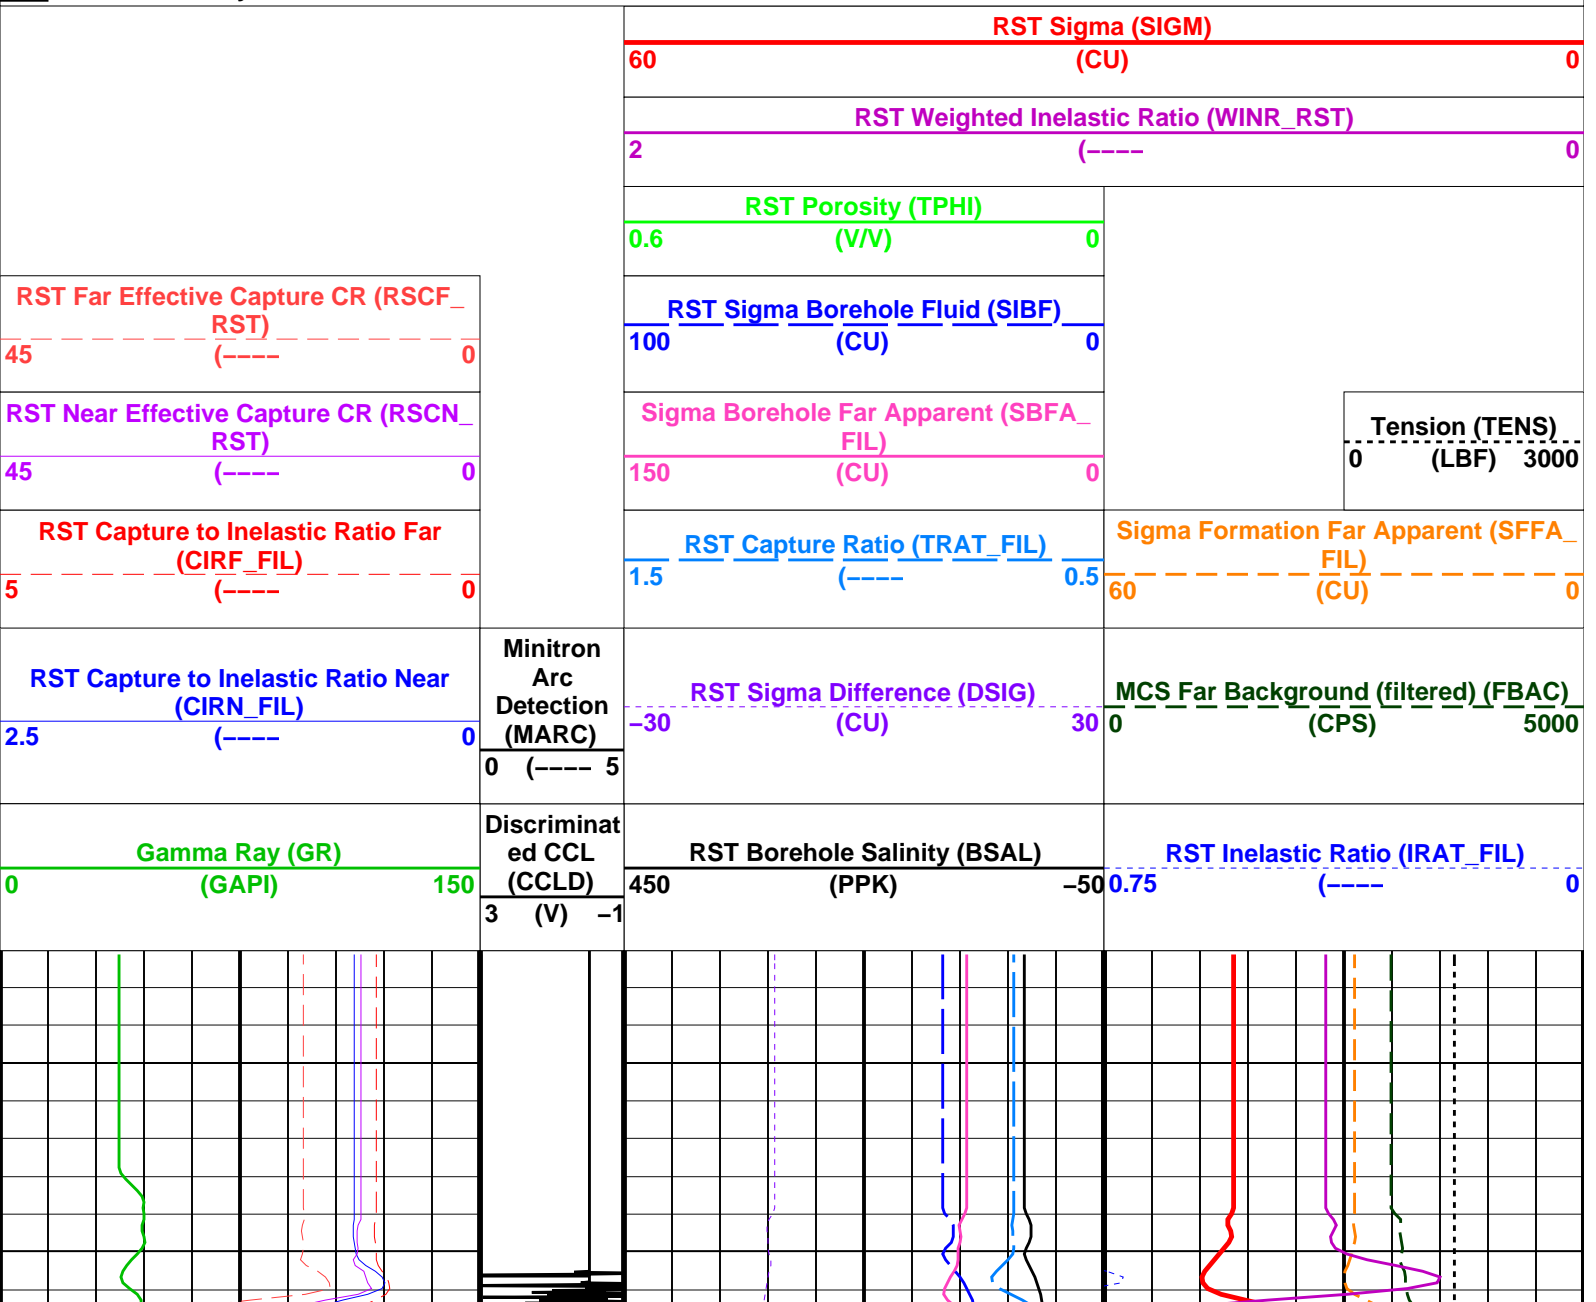 RST Sigma (SIGM)
60 (CU) 0
RST Weighted Inelastic Ratio (WINR_RST)
2 (---- 0
RST Porosity (TPHI)
0.6 (V/V) 0
RST Far Effective Capture CR (RSCF_
RST)
45 (---- 0
RST Sigma Borehole Fluid (SIBF)
100 (CU) 0
RST Near Effective Capture CR (RSCN_
RST)
45 (---- 0
Sigma Borehole Far Apparent (SBFA_
FIL)
150 (CU) 0
Tension (TENS)
0 (LBF) 3000
RST Capture to Inelastic Ratio Far
(CIRF_FIL)
5 (---- 0
RST Capture Ratio (TRAT_FIL)
1.5 (---- 0.5
Sigma Formation Far Apparent (SFFA_
FIL)
60 (CU) 0
RST Capture to Inelastic Ratio Near
(CIRN_FIL)
2.5 (---- 0
Minitron
Arc
Detection
(MARC)
0 (---- 5
RST Sigma Difference (DSIG)
−30 (CU) 30
MCS Far Background (filtered) (FBAC)
0 (CPS) 5000
Gamma Ray (GR)
0 (GAPI) 150
Discriminat
ed CCL
(CCLD)
3 (V) −1
RST Borehole Salinity (BSAL)
450 (PPK) −50
RST Inelastic Ratio (IRAT_FIL)
0.75 (---- 0